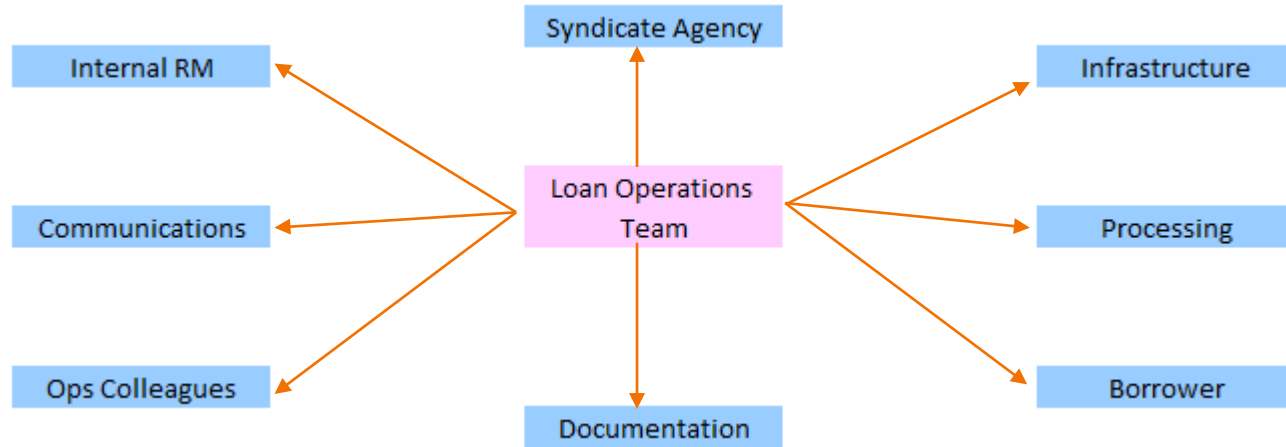 Syndicate Agency
Internal RM
Infrastructure
Loan Operations
Team
Communications
Processing
Ops Colleagues
Borrower
Documentation